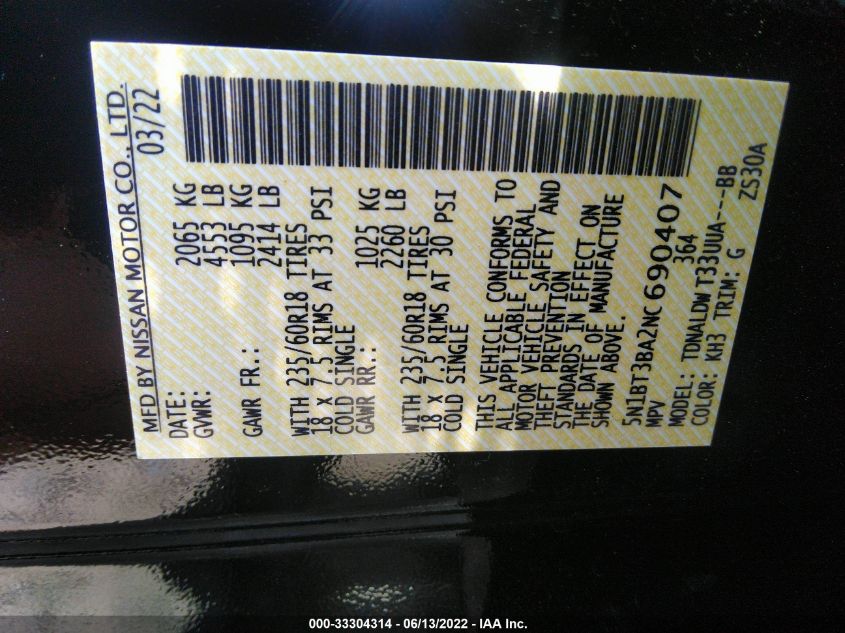 MFD BY NISSAN MOTOR CO., LTD.
DATE: 03/22
GVWR: 2065 KG
4553 LB
GAWR FR.: 1095 KG
2414 LB
WITH 235/60R18 TIRES
18 X 7.5 RIMS AT 33 PSI
COLD SINGLE
GAWR RR.: 1025 KG
2260 LB
WITH 235/60R18 TIRES
18 X 7.5 RIMS AT 30 PSI
COLD SINGLE
THIS VEHICLE CONFORMS TO
ALL APPLICABLE FEDERAL
MOTOR VEHICLE SAFETY AND
THEFT PREVENTION
STANDARDS IN EFFECT ON
THE DATE OF MANUFACTURE
SHOWN ABOVE.
5N1BT3BA2NC690407
MPV 364
MODEL: TDNALDW T33UUA---BB
COLOR: KH3 TRIM: G ZS30A
000-33304314 - 06/13/2022 - IAA Inc.